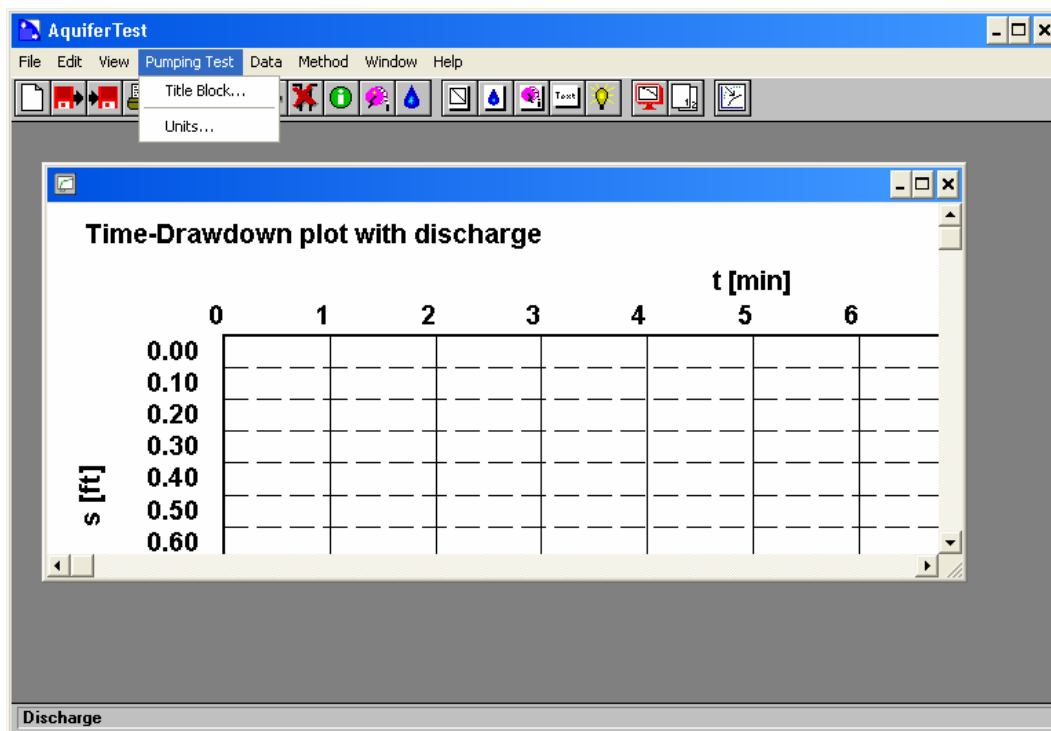 AquiferTest
File Edit View Pumping Test Data Method Window Help
Title Block...
Text
1 2
Units...
Time-Drawdown plot with discharge
t [min]
0 1 2 3 4 5 6
0.00
0.10
0.20
0.30
0.40
0.50
0.60
s [ft]
Discharge